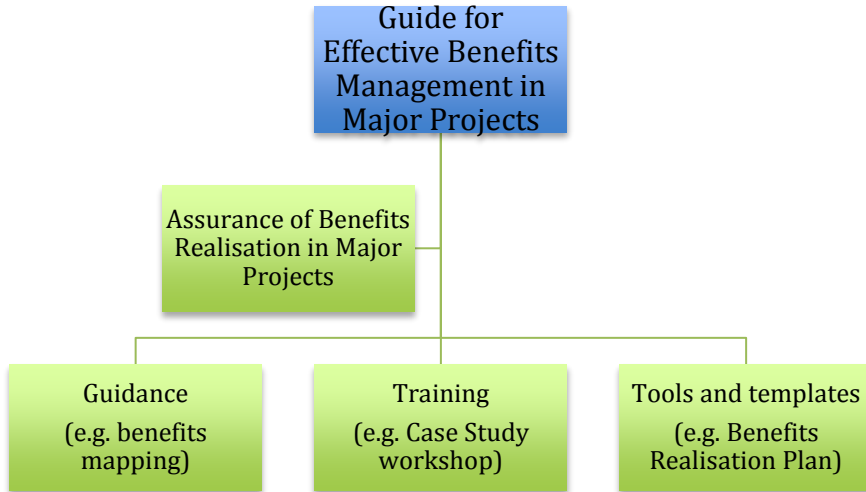 Guide for
Effective Benefits
Management in
Major Projects
Assurance of Benefits
Realisation in Major
Projects
Guidance
(e.g. benefits
mapping)
Training
(e.g. Case Study
workshop)
Tools and templates
(e.g. Benefits
Realisation Plan)